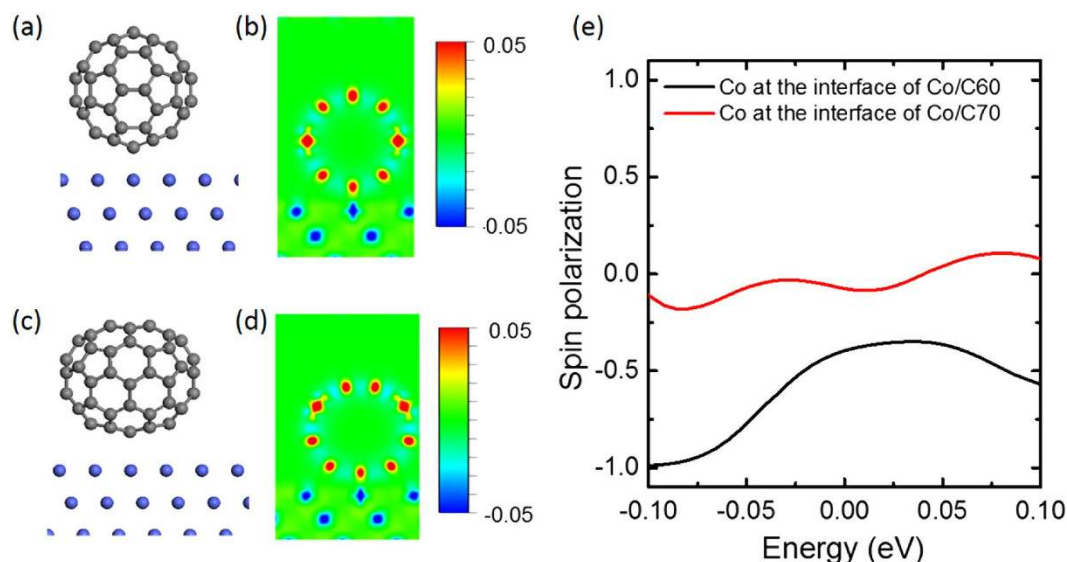 (a)
(b)
0.05
-0.05
(c)
(d)
0.05
-0.05
(e)
Spin polarization
1.0
0.5
0.0
-0.5
-1.0
Co at the interface of Co/C60
Co at the interface of Co/C70
-0.10
-0.05
0.00
0.05
0.10
Energy (eV)